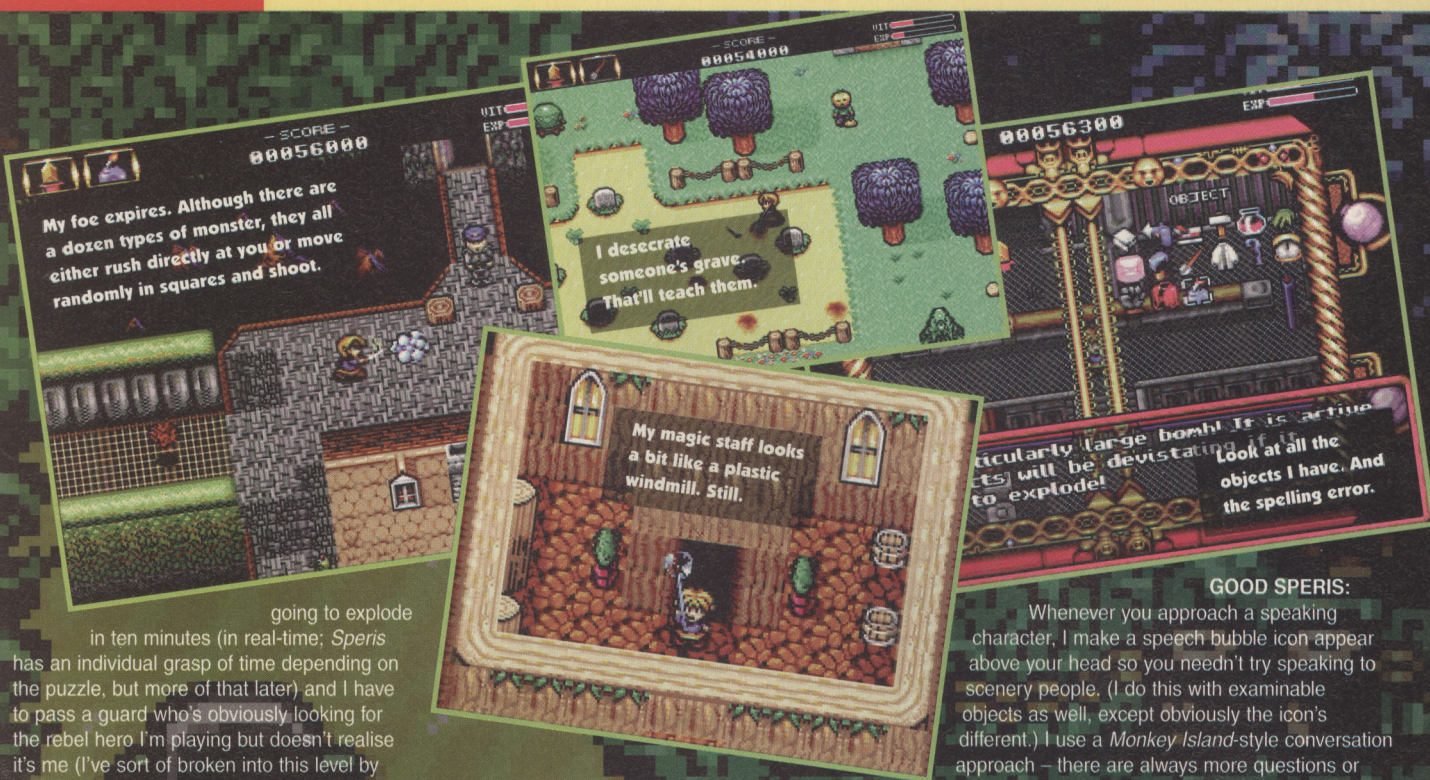 - SCORE -
00056000
VIT
EXP
My foe expires. Although there are
a dozen types of monster, they all
either rush directly at you or move
randomly in squares and shoot.
- SCORE -
00054000
VIT
EXP
I desecrate
someone's grave.
That'll teach them.
00056300
EXP
OBJECT
ticularly large bomb! It is active
cts will be devistating if it
to explode!
Look at all the
objects I have. And
the spelling error.
My magic staff looks
a bit like a plastic
windmill. Still.
going to explode
in ten minutes (in real-time; Speris
has an individual grasp of time depending on
the puzzle, but more of that later) and I have
to pass a guard who's obviously looking for
the rebel hero I'm playing but doesn't realise
it's me (I've sort of broken into this level by
GOOD SPERIS:
Whenever you approach a speaking
character, I make a speech bubble icon appear
above your head so you needn't try speaking to
scenery people. (I do this with examinable
objects as well, except obviously the icon's
different.) I use a Monkey Island-style conversation
approach – there are always more questions or